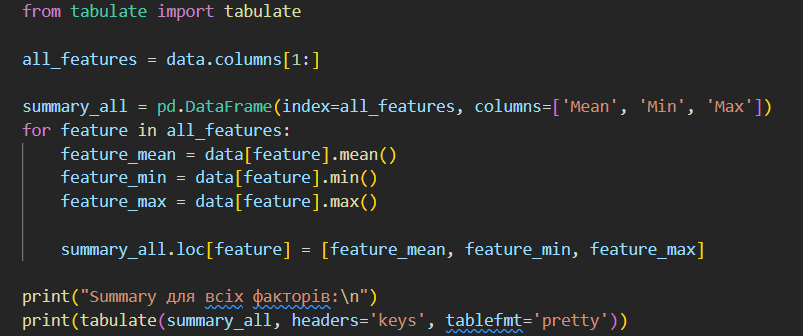 from tabulate import tabulate
all_features = data.columns[1:]
summary_all = pd.DataFrame(index=all_features, columns=['Mean', 'Min', 'Max'])
for feature in all_features:
    feature_mean = data[feature].mean()
    feature_min = data[feature].min()
    feature_max = data[feature].max()
    summary_all.loc[feature] = [feature_mean, feature_min, feature_max]
print("Summary для всіх факторів:\n")
print(tabulate(summary_all, headers='keys', tablefmt='pretty'))